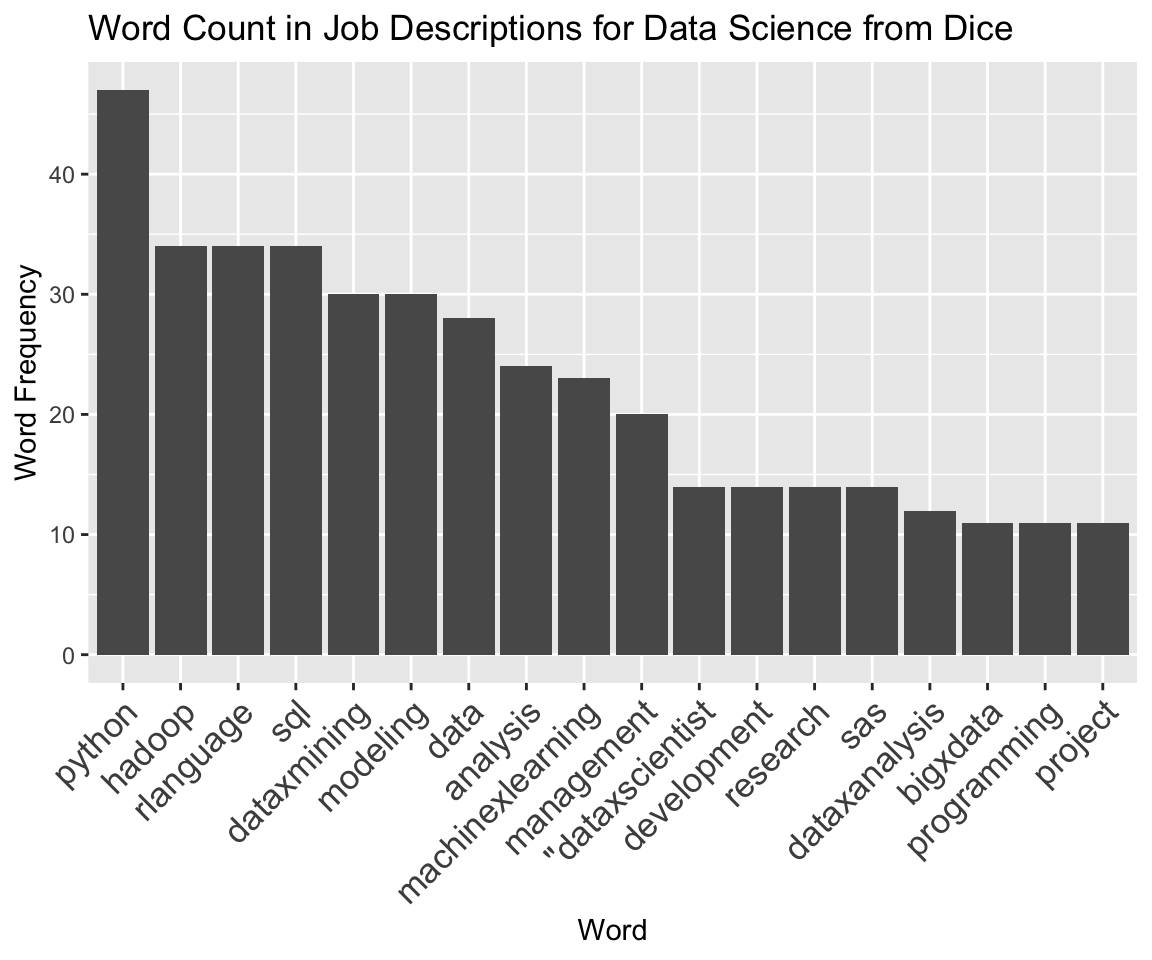 Word Count in Job Descriptions for Data Science from Dice
Word Frequency
40
30
20
10
0
python
hadoop
rlanguage
sql
dataxmining
modeling
data
analysis
machinexlearning
management
"dataxscientist
development
research
sas
dataxanalysis
bigxdata
programming
project
Word